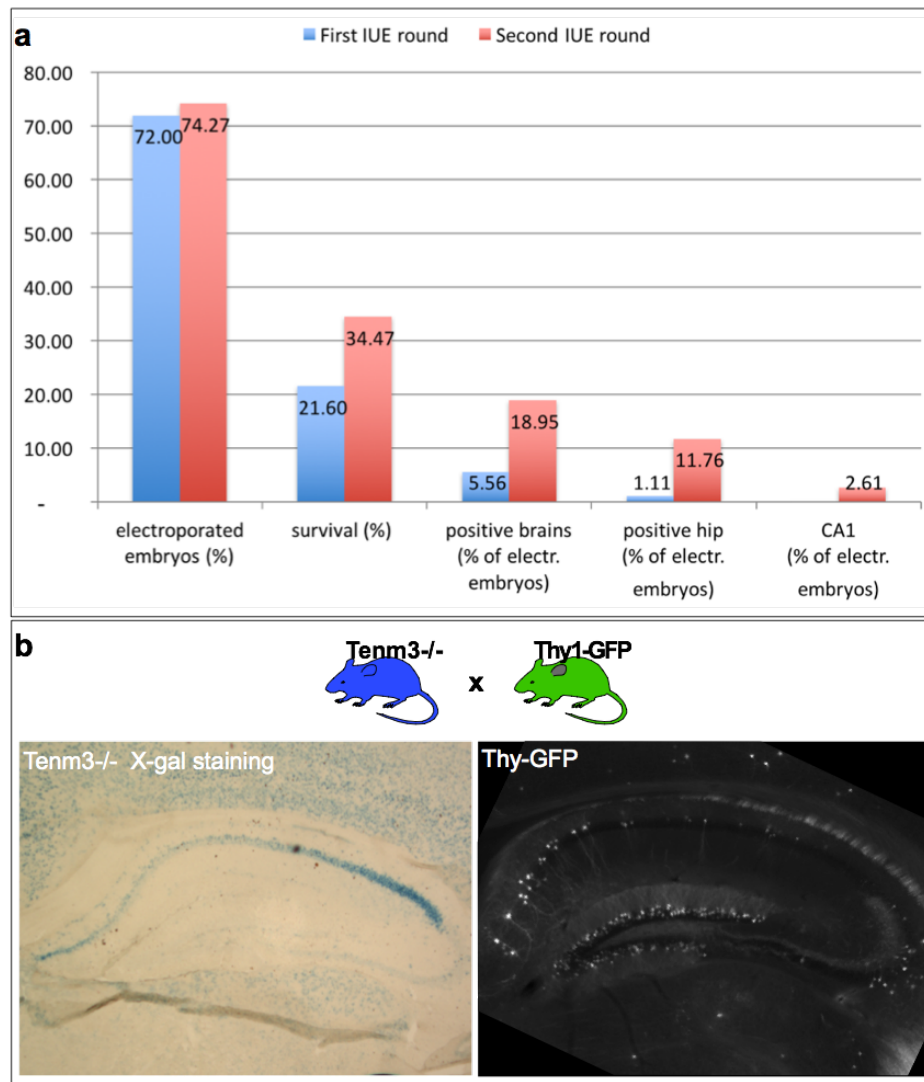 a
First IUE round Second IUE round
80.00
70.00
60.00
50.00
40.00
30.00
20.00
10.00
-
72.00 74.27
21.60 34.47
5.56 18.95
1.11 11.76
2.61
electroporated
embryos (%)
survival (%)
positive brains
(% of electr.
embryos)
positive hip
(% of electr.
embryos)
CA1
(% of electr.
embryos)
b
Tenm3-/- x Thy1-GFP
Tenm3-/- X-gal staining
Thy-GFP